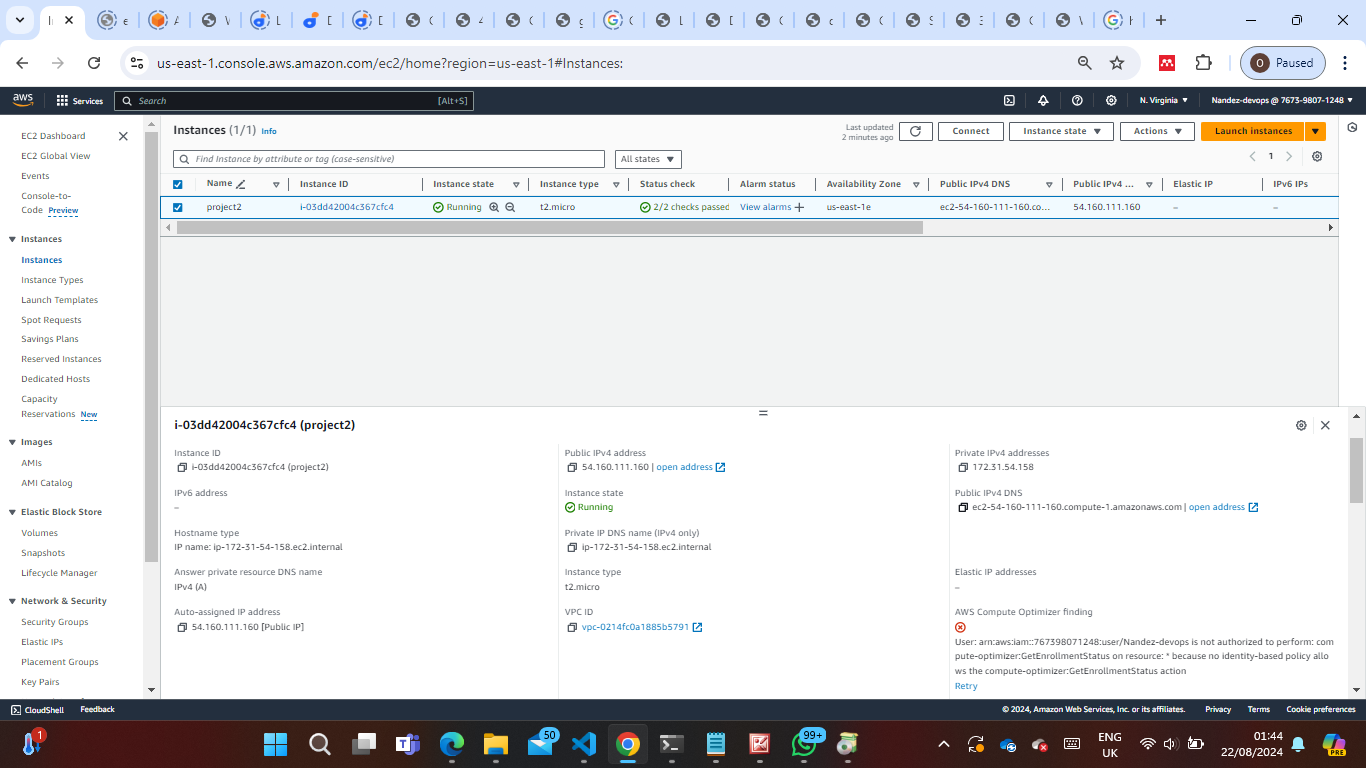 us-east-1.console.aws.amazon.com/ec2/home?region=us-east-1#Instances:
O Paused
aws Services Search [Alt+S] N. Virginia Nandez-devops @ 7673-9807-1248
EC2 Dashboard
EC2 Global View
Events
Console-to-
Code Preview
Instances
Instances
Instance Types
Launch Templates
Spot Requests
Savings Plans
Reserved Instances
Dedicated Hosts
Capacity
Reservations New
Images
AMIs
AMI Catalog
Elastic Block Store
Volumes
Snapshots
Lifecycle Manager
Network & Security
Security Groups
Elastic IPs
Placement Groups
Key Pairs
Instances (1/1) Info
Last updated
2 minutes ago
Connect Instance state Actions Launch instances
Find Instance by attribute or tag (case-sensitive) All states 1
Name Instance ID Instance state Instance type Status check Alarm status Availability Zone Public IPv4 DNS Public IPv4 ... Elastic IP IPv6 IPs
project2 i-03dd42004c367cfc4 Running t2.micro 2/2 checks passed View alarms + us-east-1e ec2-54-160-111-160.co... 54.160.111.160 – –
i-03dd42004c367cfc4 (project2)
Instance ID
i-03dd42004c367cfc4 (project2)
IPv6 address
–
Hostname type
IP name: ip-172-31-54-158.ec2.internal
Answer private resource DNS name
IPv4 (A)
Auto-assigned IP address
54.160.111.160 [Public IP]
Public IPv4 address
54.160.111.160 | open address
Instance state
Running
Private IP DNS name (IPv4 only)
ip-172-31-54-158.ec2.internal
Instance type
t2.micro
VPC ID
vpc-0214fc0a1885b5791
Private IPv4 addresses
172.31.54.158
Public IPv4 DNS
ec2-54-160-111-160.compute-1.amazonaws.com | open address
Elastic IP addresses
–
AWS Compute Optimizer finding
User: arn:aws:iam::767398071248:user/Nandez-devops is not authorized to perform: com
pute-optimizer:GetEnrollmentStatus on resource: * because no identity-based policy allo
ws the compute-optimizer:GetEnrollmentStatus action
Retry
CloudShell Feedback © 2024, Amazon Web Services, Inc. or its affiliates. Privacy Terms Cookie preferences
1
50
99+
ENG
UK
01:44
22/08/2024
PRE